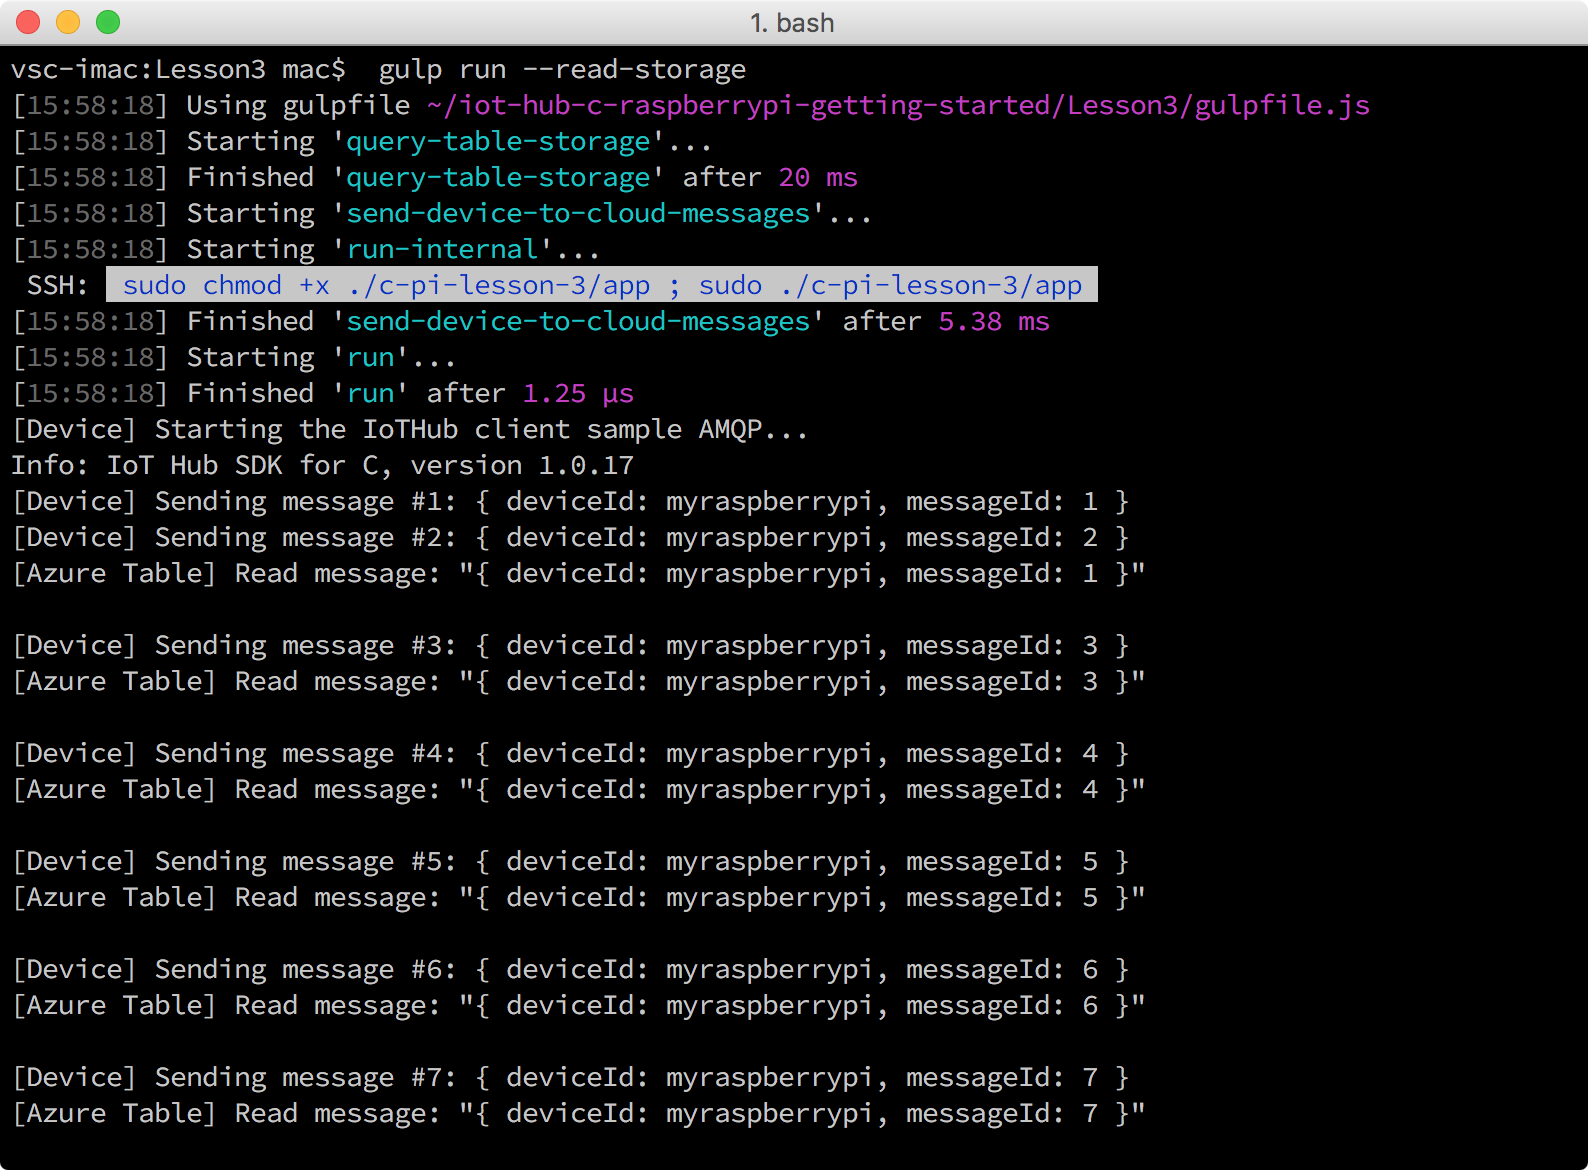 1. bash
vsc-imac:Lesson3 mac$  gulp run --read-storage
[15:58:18] Using gulpfile ~/iot-hub-c-raspberrypi-getting-started/Lesson3/gulpfile.js
[15:58:18] Starting 'query-table-storage'...
[15:58:18] Finished 'query-table-storage' after 20 ms
[15:58:18] Starting 'send-device-to-cloud-messages'...
[15:58:18] Starting 'run-internal'...
SSH:  sudo chmod +x ./c-pi-lesson-3/app ; sudo ./c-pi-lesson-3/app
[15:58:18] Finished 'send-device-to-cloud-messages' after 5.38 ms
[15:58:18] Starting 'run'...
[15:58:18] Finished 'run' after 1.25 μs
[Device] Starting the IoTHub client sample AMQP...
Info: IoT Hub SDK for C, version 1.0.17
[Device] Sending message #1: { deviceId: myraspberrypi, messageId: 1 }
[Device] Sending message #2: { deviceId: myraspberrypi, messageId: 2 }
[Azure Table] Read message: "{ deviceId: myraspberrypi, messageId: 1 }"
[Device] Sending message #3: { deviceId: myraspberrypi, messageId: 3 }
[Azure Table] Read message: "{ deviceId: myraspberrypi, messageId: 3 }"
[Device] Sending message #4: { deviceId: myraspberrypi, messageId: 4 }
[Azure Table] Read message: "{ deviceId: myraspberrypi, messageId: 4 }"
[Device] Sending message #5: { deviceId: myraspberrypi, messageId: 5 }
[Azure Table] Read message: "{ deviceId: myraspberrypi, messageId: 5 }"
[Device] Sending message #6: { deviceId: myraspberrypi, messageId: 6 }
[Azure Table] Read message: "{ deviceId: myraspberrypi, messageId: 6 }"
[Device] Sending message #7: { deviceId: myraspberrypi, messageId: 7 }
[Azure Table] Read message: "{ deviceId: myraspberrypi, messageId: 7 }"